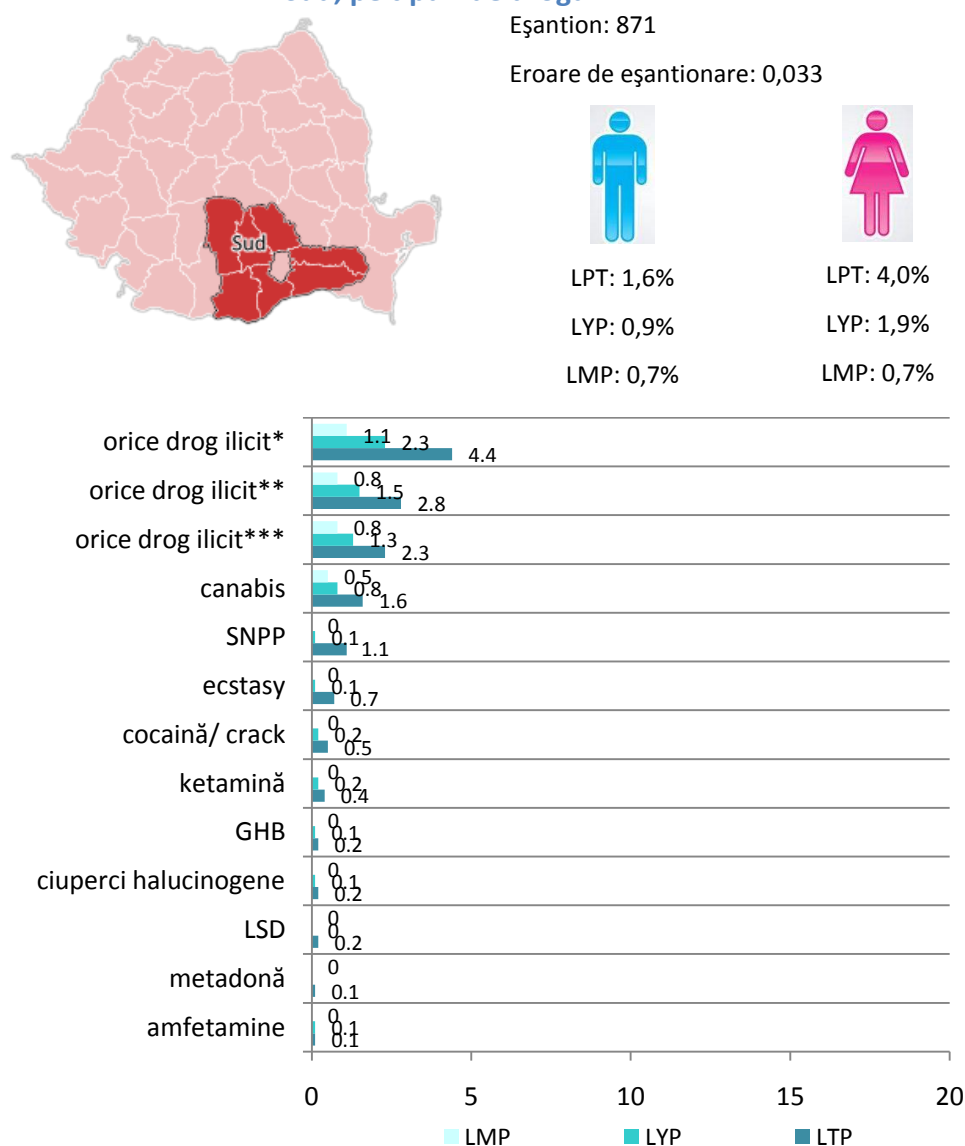 Eşantion: 871
Eroare de eşantionare: 0,033
Sud
LPT: 1,6%
LPT: 4,0%
LYP: 0,9%
LYP: 1,9%
LMP: 0,7%
LMP: 0,7%
orice drog ilicit* 1.1 2.3 4.4
orice drog ilicit** 0.8 1.5 2.8
orice drog ilicit*** 0.8 1.3 2.3
canabis 0.5 0.8 1.6
SNPP 0 0.1 1.1
ecstasy 0 0.1 0.7
cocaină/ crack 0 0.2 0.5
ketamină 0 0.2 0.4
GHB 0 0.1 0.2
ciuperci halucinogene 0 0.1 0.2
LSD 0 0 0.2
metadonă 0 0.1
amfetamine 0 0.1 0.1
0 5 10 15 20
LMP LYP LTP